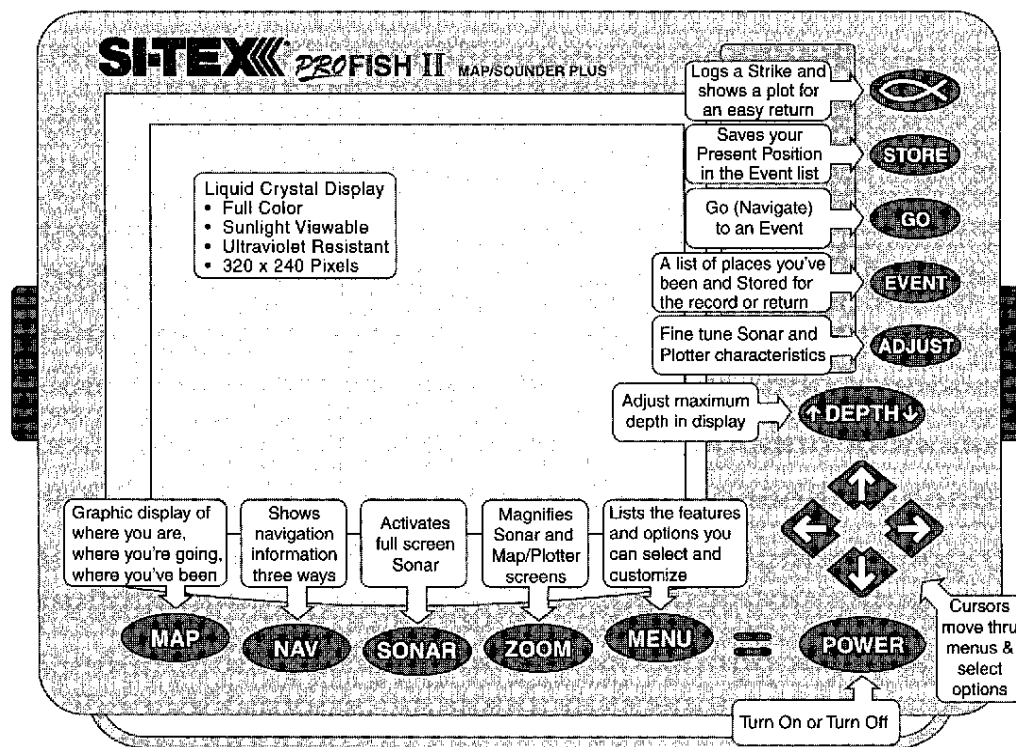 SI-TEX PROFISH II MAP/SOUNDER PLUS
Logs a Strike and
shows a plot for
an easy return
Saves your
Present Position
in the Event list
STORE
Go (Navigate)
to an Event
GO
A list of places you've
been and Stored for
the record or return
EVENT
Fine tune Sonar and
Plotter characteristics
ADJUST
Adjust maximum
depth in display
↑DEPTH↓
Liquid Crystal Display
• Full Color
• Sunlight Viewable
• Ultraviolet Resistant
• 320 x 240 Pixels
Graphic display of
where you are,
where you're going,
where you've been
Shows
navigation
information
three ways
Activates
full screen
Sonar
Magnifies
Sonar and
Map/Plotter
screens
Lists the features
and options you
can select and
customize
MAP
NAV
SONAR
ZOOM
MENU
POWER
Cursors
move thru
menus &
select
options
Turn On or Turn Off